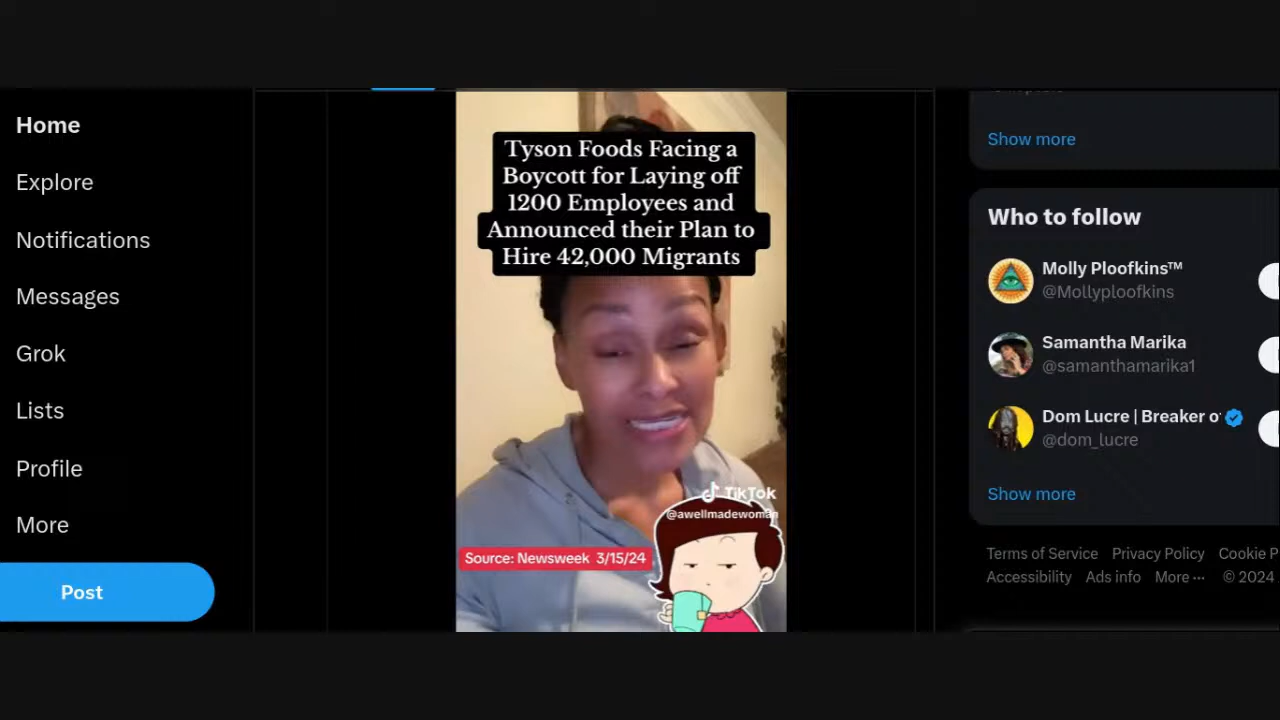 Home
Explore
Notifications
Messages
Grok
Lists
Profile
More
Post
Tyson Foods Facing a
Boycott for Laying off
1200 Employees and
Announced their Plan to
Hire 42,000 Migrants
TikTok
@awellmadewoman
Source: Newsweek 3/15/24
Show more
Who to follow
Molly Ploofkins™
@Mollyploofkins
Samantha Marika
@samanthamarika1
Dom Lucre | Breaker o
@dom_lucre
Show more
Terms of Service Privacy Policy Cookie P
Accessibility Ads info More ··· © 2024